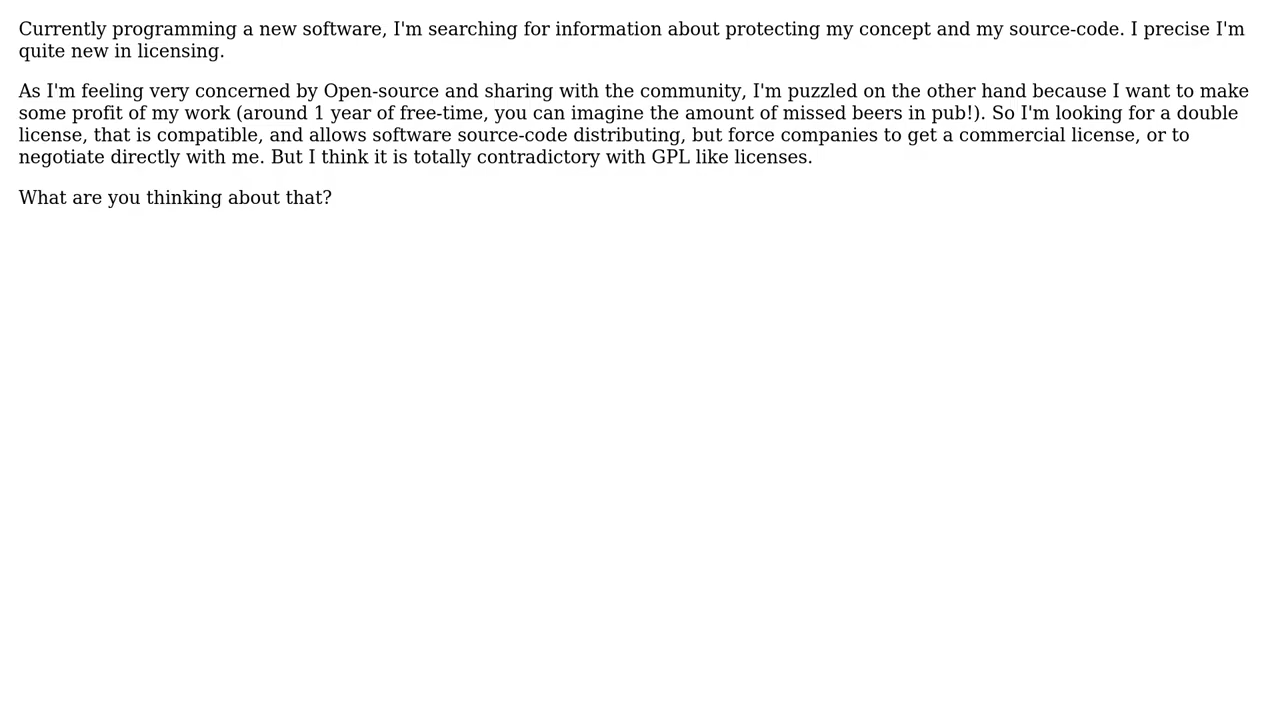 Currently programming a new software, I'm searching for information about protecting my concept and my source-code. I precise I'm
quite new in licensing.
As I'm feeling very concerned by Open-source and sharing with the community, I'm puzzled on the other hand because I want to make
some profit of my work (around 1 year of free-time, you can imagine the amount of missed beers in pub!). So I'm looking for a double
license, that is compatible, and allows software source-code distributing, but force companies to get a commercial license, or to
negotiate directly with me. But I think it is totally contradictory with GPL like licenses.
What are you thinking about that?